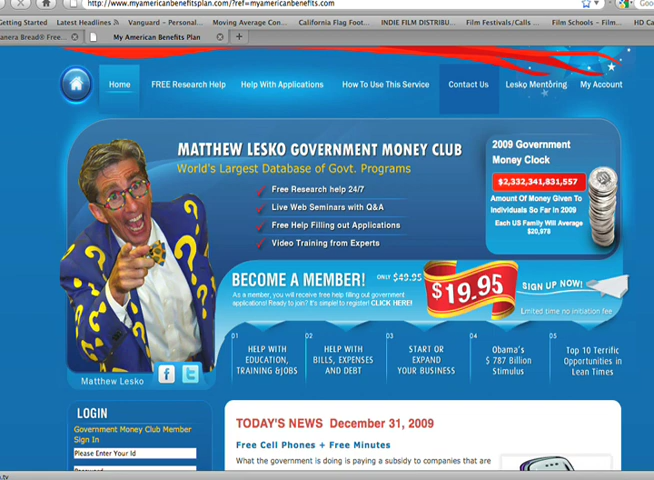 http://www.myamericanbenefitsplan.com/?ref=myamericanbenefits.com
Latest Headlines
Vanguard - Personal...
Moving Average Con...
California Flag Foot...
INDIE FILM DISTRIBU...
Film Festivals/Calls ...
Film Schools - Film...
HD Ca
anera Bread® Free...
My American Benefits Plan
Home
FREE Research Help
Help With Applications
How To Use This Service
Contact Us
Lesko Mentoring
My Account
MATTHEW LESKO GOVERNMENT MONEY CLUB
World's Largest Database of Govt. Programs
Free Research help 24/7
Live Web Seminars with Q&A
Free Help Filling out Applications
Video Training from Experts
2009 Government
Money Clock
$2,332,341,831,557
Amount Of Money Given To
Individuals So Far in 2009
Each US Family Will Average
$20,978
BECOME A MEMBER!
ONLY $49.95
As a member, you will receive free help filling out government
applications! Ready to join? It's simple to register! CLICK HERE!
$19.95
SIGN UP NOW!
Limited time no initiation fee
01
HELP WITH
EDUCATION,
TRAINING &JOBS
02
HELP WITH
BILLS, EXPENSES
AND DEBT
03
START OR
EXPAND
YOUR BUSINESS
04
Obama's
$ 787 Billion
Stimulus
05
Top 10 Terrific
Opportunities in
Lean Times
Matthew Lesko
f
t
LOGIN
Government Money Club Member
Sign In
Please Enter Your Id
TODAY'S NEWS December 31, 2009
Free Cell Phones + Free Minutes
What the government is doing is paying a subsidy to companies that are